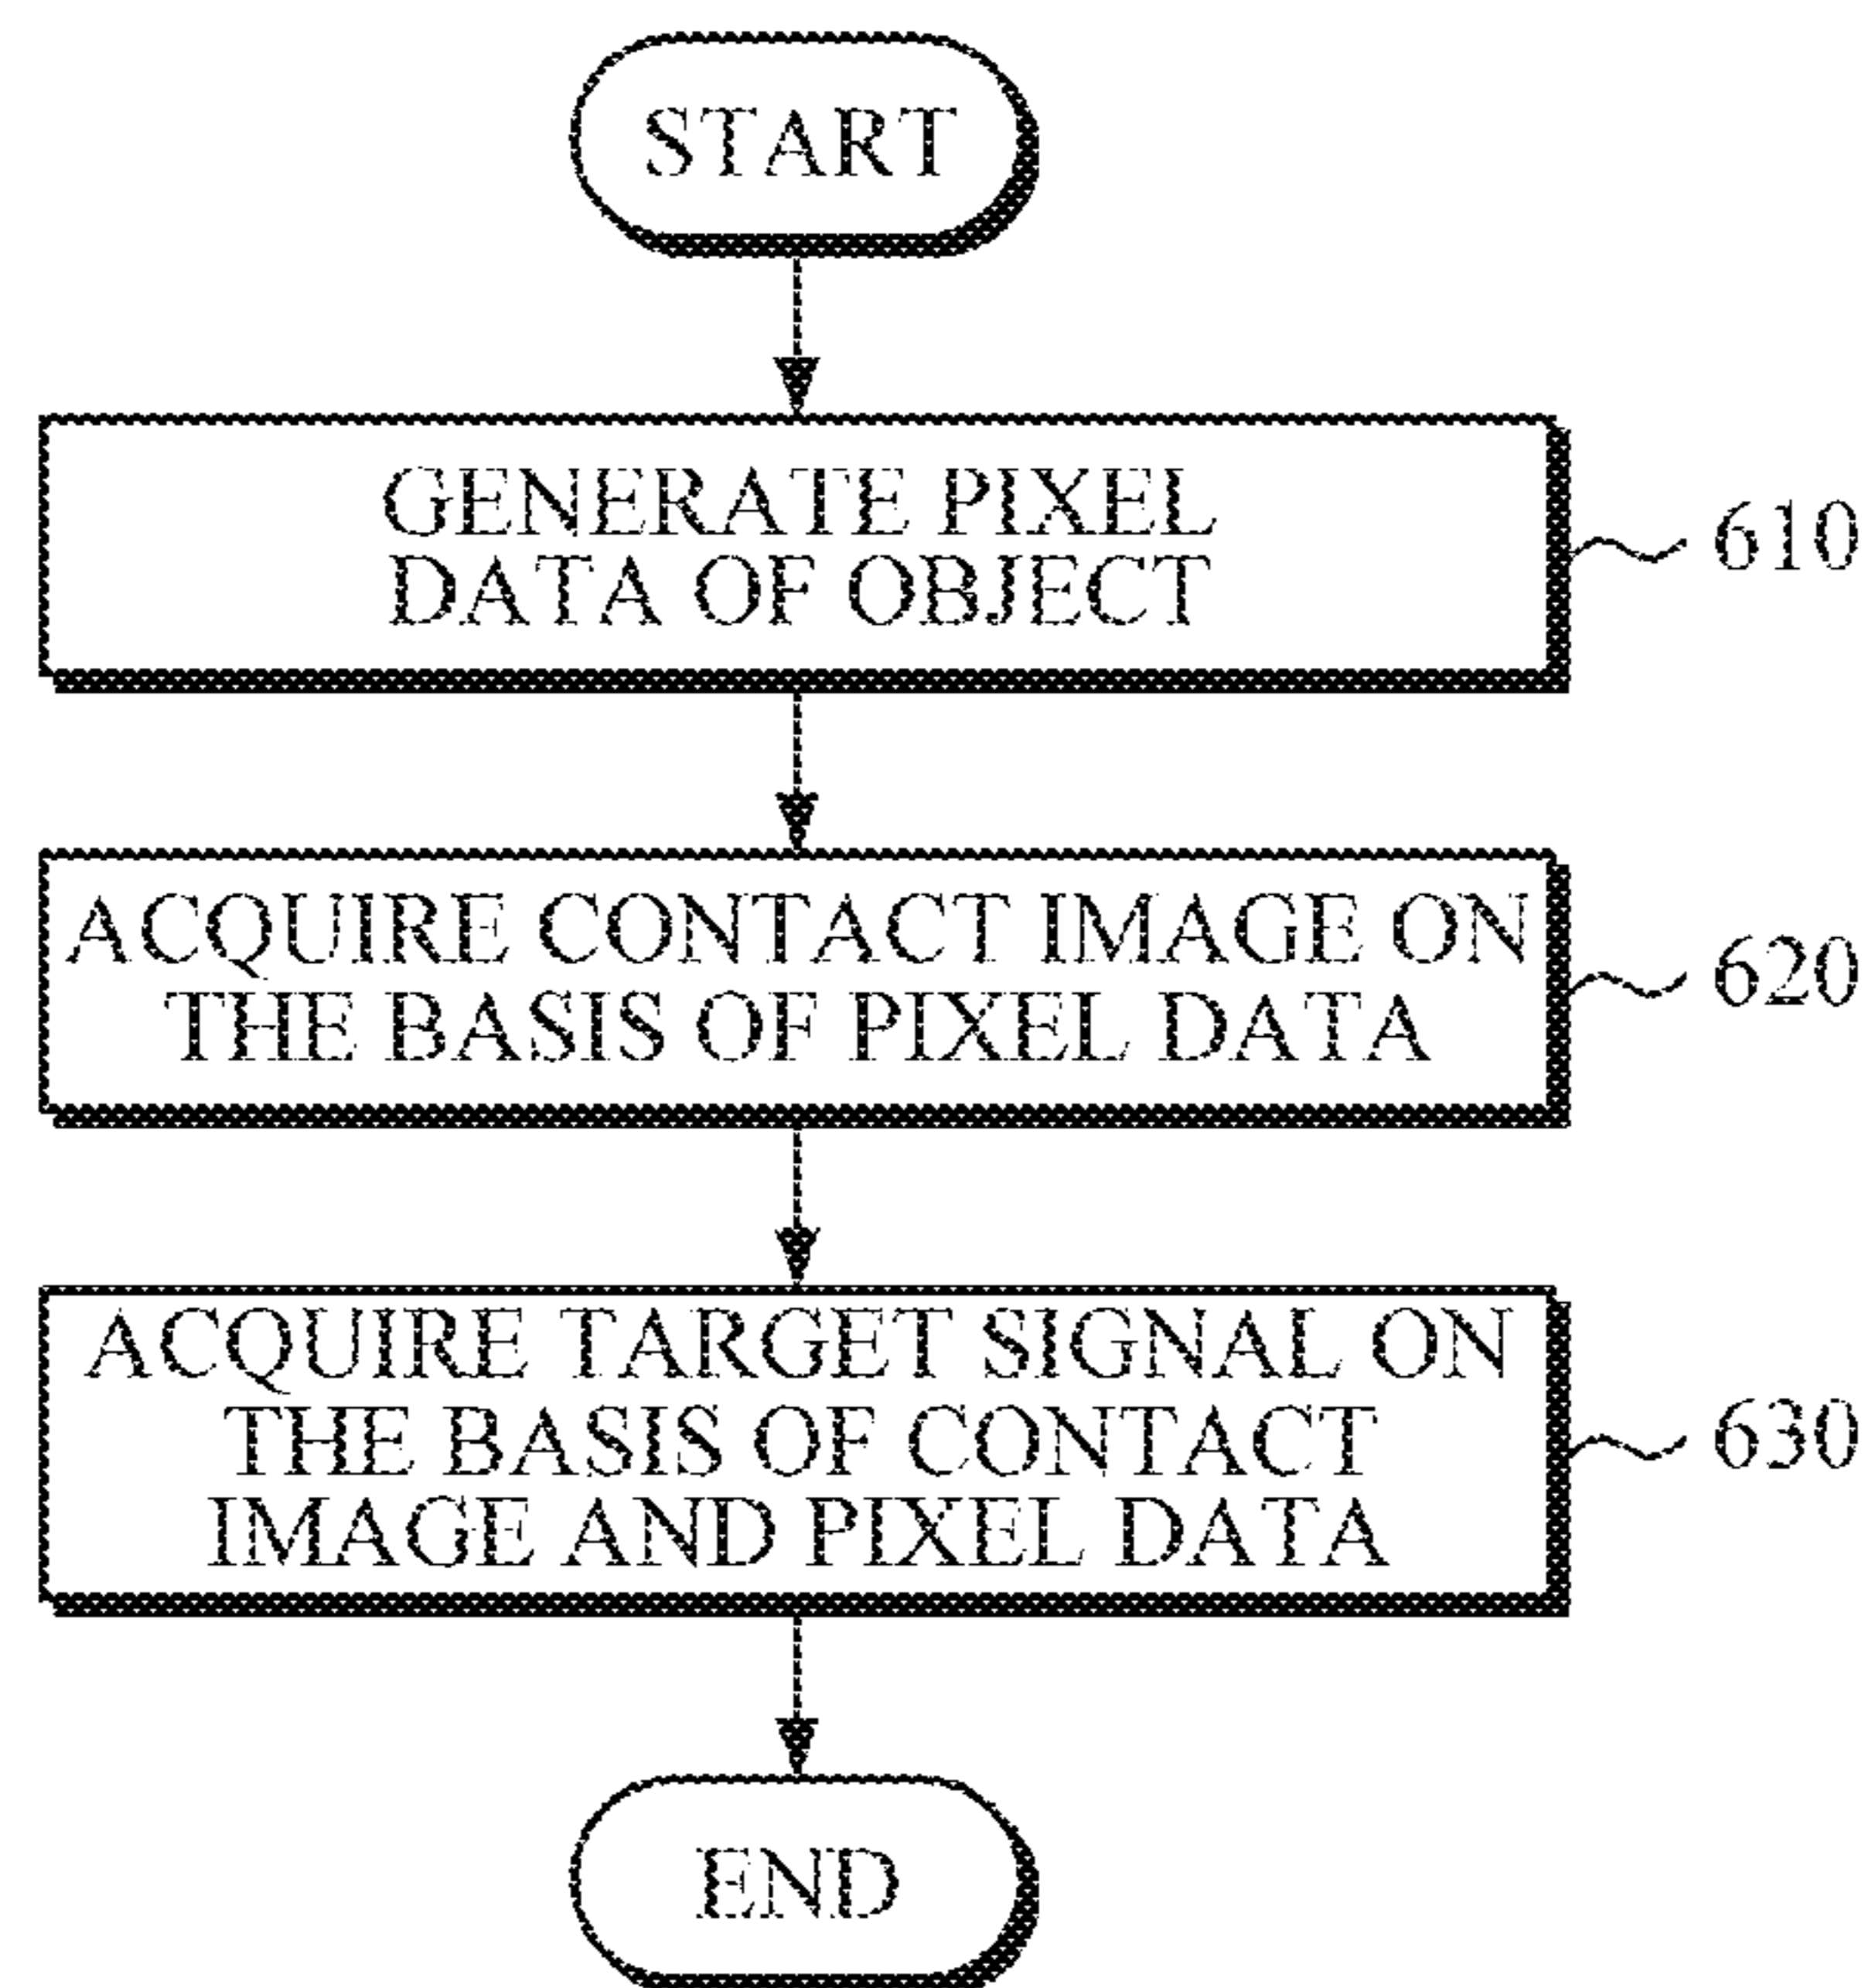 START
GENERATE PIXEL
DATA OF OBJECT
610
ACQUIRE CONTACT IMAGE ON
THE BASIS OF PIXEL DATA
620
ACQUIRE TARGET SIGNAL ON
THE BASIS OF CONTACT
IMAGE AND PIXEL DATA
630
END